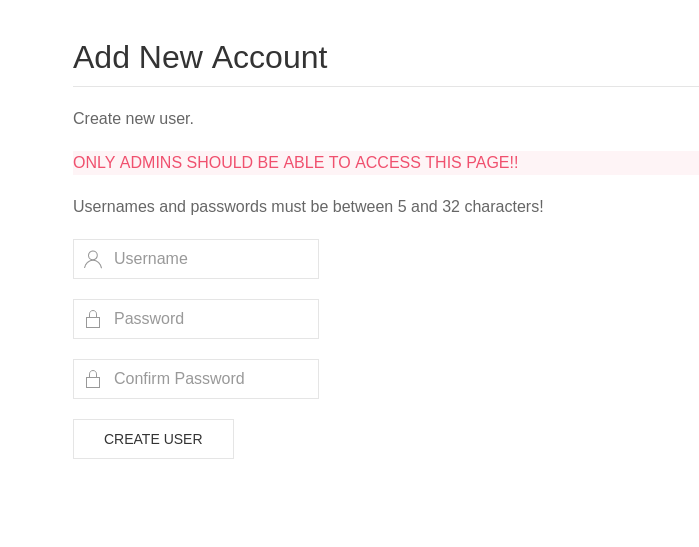 Add New Account
Create new user.
ONLY ADMINS SHOULD BE ABLE TO ACCESS THIS PAGE!!
Usernames and passwords must be between 5 and 32 characters!
Username
Password
Confirm Password
CREATE USER